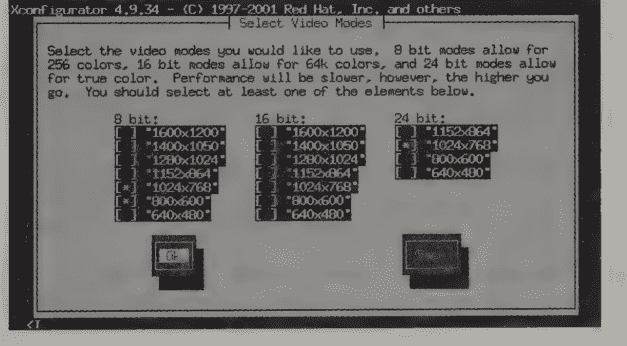 Xconfigurator 4.9.34 - (C) 1997-2001 Red Hat, Inc. and others
Select Video Modes
Select the video modes you would like to use. 8 bit modes allow for
256 colors, 16 bit modes allow for 64k colors, and 24 bit modes allow
for true color. Performance will be slower, however, the higher you
go. You should select at least one of the elements below.
8 bit: 16 bit: 24 bit:
[ ] "1600x1200" [ ] "1600x1200" [ ] "1152x864"
[ ] "1400x1050" [ ] "1400x1050" [*] "1024x768"
[ ] "1280x1024" [ ] "1280x1024" [ ] "800x600"
[ ] "1152x864" [ ] "1152x864" [ ] "640x480"
[*] "1024x768" [ ] "1024x768"
[*] "800x600" [ ] "800x600"
[ ] "640x480" [ ] "640x480"
Ok